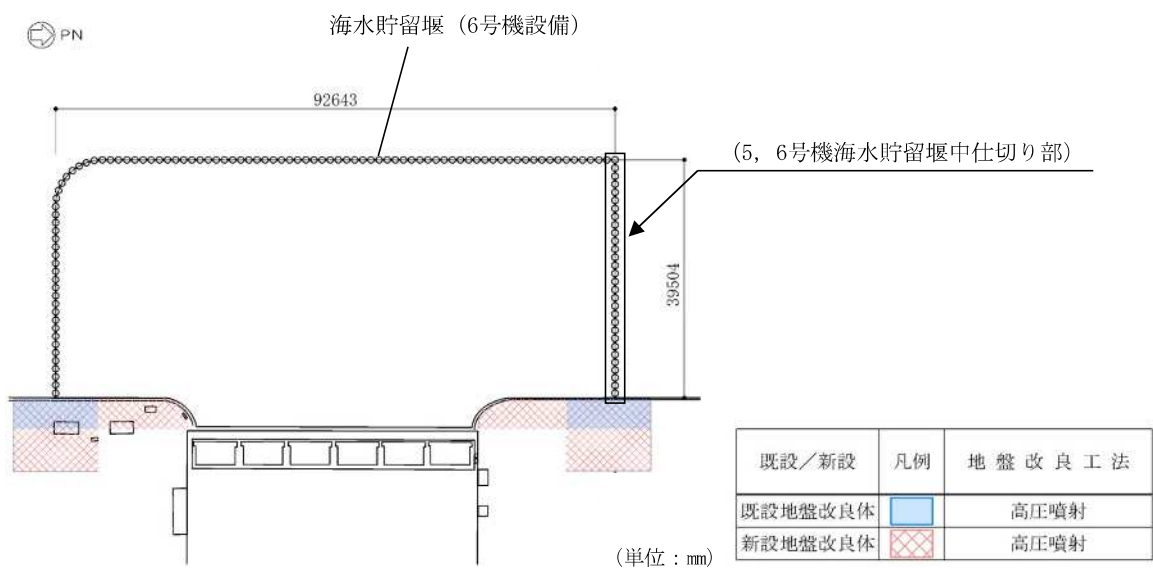 海水貯留堰（6号機設備）
PN
92643
（5，6号機海水貯留堰中仕切り部）
39504
既設／新設 凡例 地盤改良工法
既設地盤改良体 高圧噴射
新設地盤改良体 高圧噴射
（単位：mm）